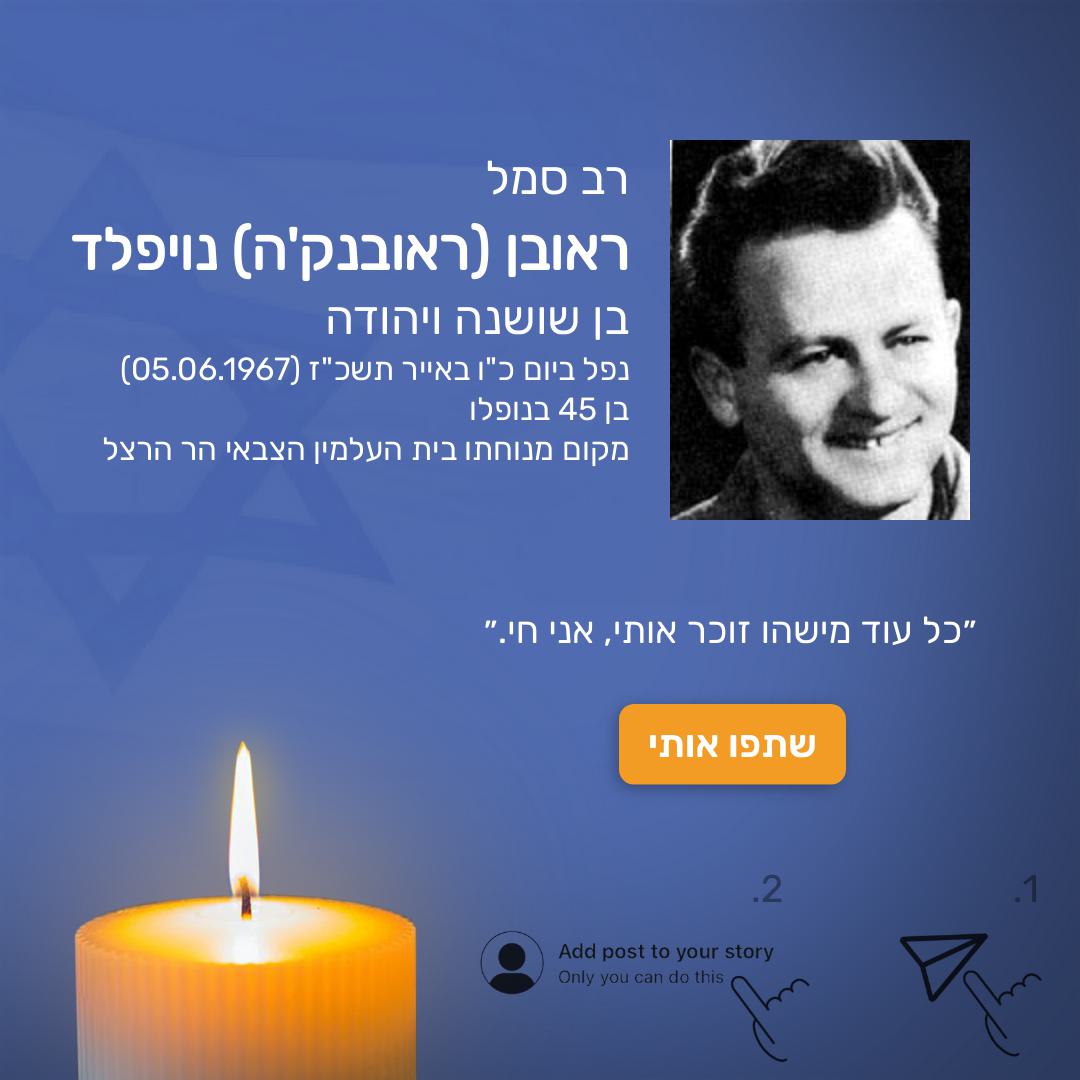 רב סמל
ראובן (ראובנק'ה) נויפלד
בן שושנה ויהודה
נפל ביום כ"ו באייר תשכ"ז (05.06.1967)
בן 45 בנופלו
מקום מנוחתו בית העלמין הצבאי הר הרצל
״כל עוד מישהו זוכר אותי, אני חי.״
שתפו אותי
1.
2.
Add post to your story
Only you can do this